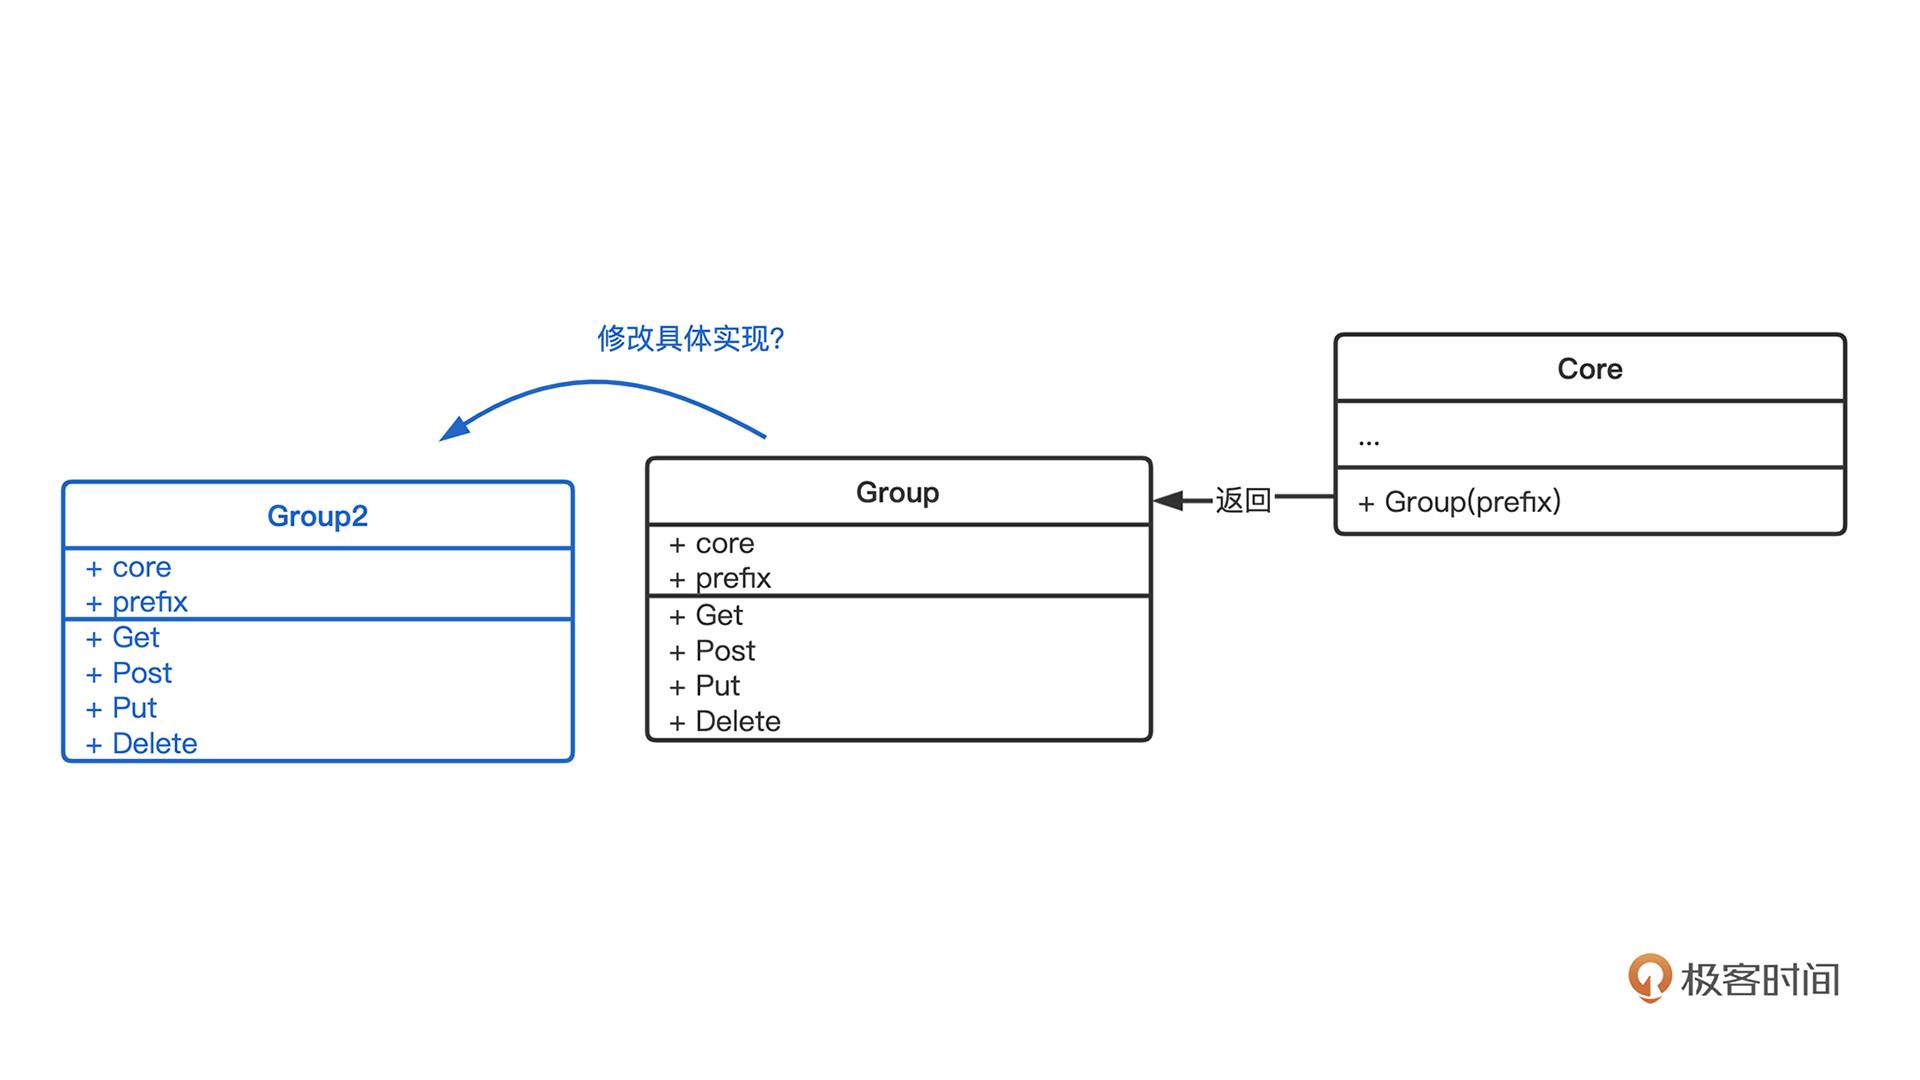 修改具体实现?
Group2
+ core
+ prefix
+ Get
+ Post
+ Put
+ Delete
Group
+ core
+ prefix
+ Get
+ Post
+ Put
+ Delete
返回
Core
...
+ Group(prefix)
极客时间